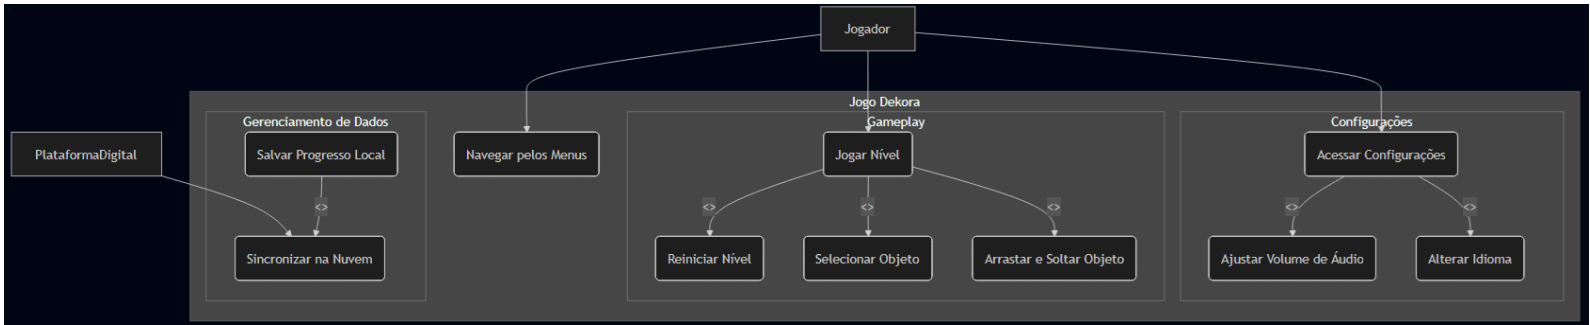 Jogador
Jogo Dekora
Gerenciamento de Dados
Gameplay
Configurações
PlataformaDigital
Salvar Progresso Local
Navegar pelos Menus
Jogar Nível
Acessar Configurações
<>
<>
<>
<>
<>
<>
Sincronizar na Nuvem
Reiniciar Nível
Selecionar Objeto
Arrastar e Soltar Objeto
Ajustar Volume de Áudio
Alterar Idioma